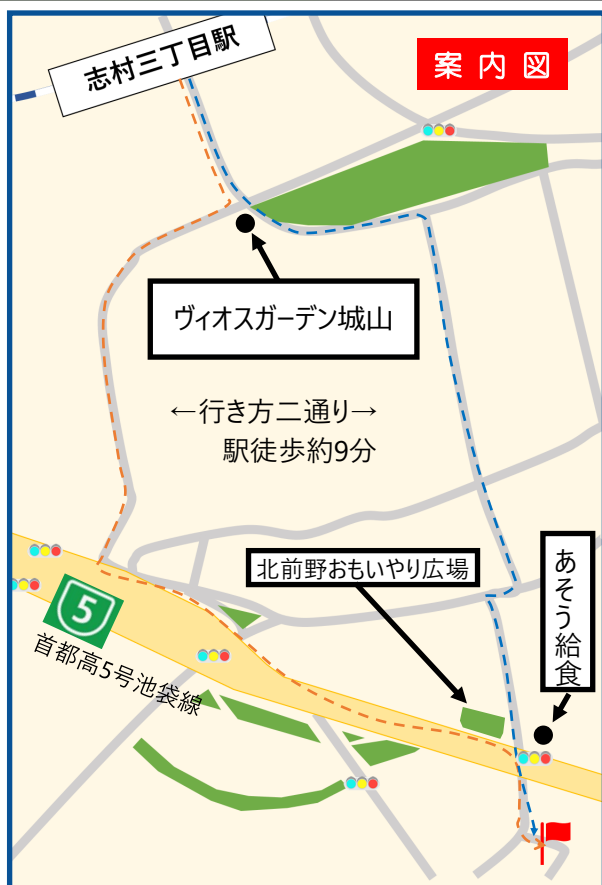 志村三丁目駅
案内図
ヴィオスガーデン城山
←行き方二通り→
駅徒歩約9分
北前野おもいやり広場
あそう給食
5
首都高5号池袋線